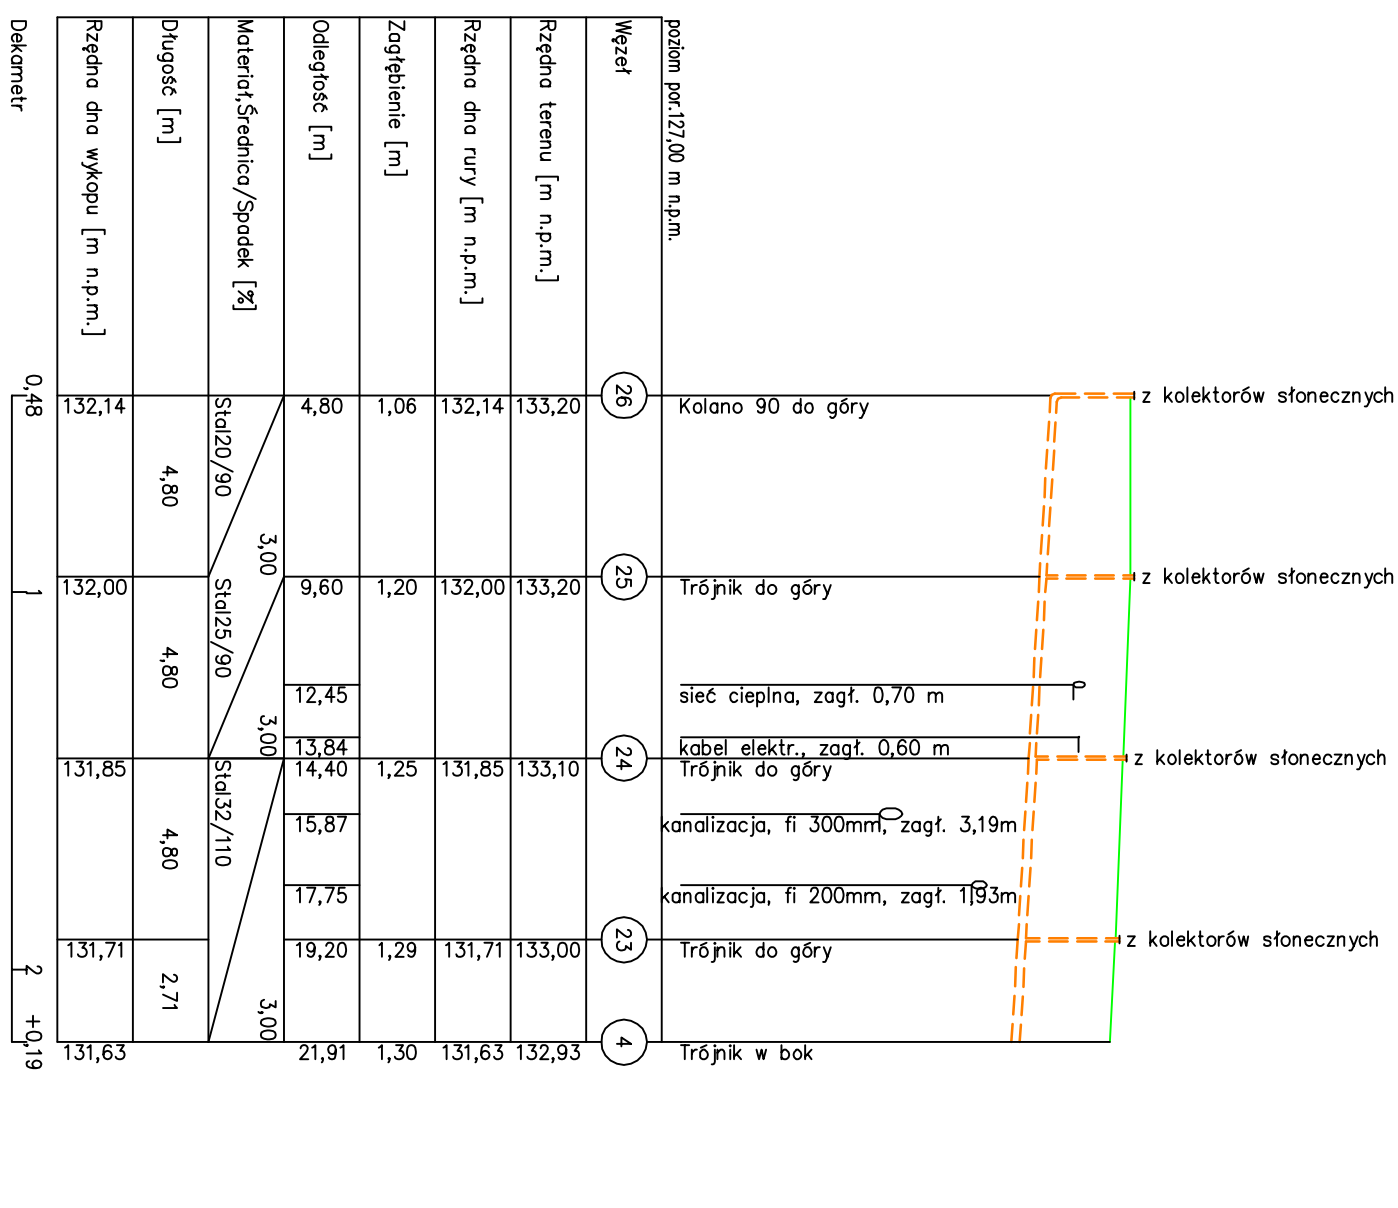 poziom por.127,00 m n.p.m.
Węzeł
Rzędna terenu [m n.p.m.]
Rzędna dna rury [m n.p.m.]
Zagłębienie [m]
Odległość [m]
Materiał,Średnica/Spadek [%]
Długość [m]
Rzędna dna wykopu [m n.p.m.]
Dekametr
0,48
132,14
Stal20/90
4,80
1,06
132,14
133,20
26
Kolano 90 do góry
z kolektorów słonecznych
4,80
3,00
1
132,00
Stal25/90
9,60
1,20
132,00
133,20
25
Trójnik do góry
z kolektorów słonecznych
4,80
12,45
sieć cieplna, zagł. 0,70 m
3,00
13,84
kabel elektr., zagł. 0,60 m
131,85
Stal32/110
14,40
1,25
131,85
133,10
24
Trójnik do góry
z kolektorów słonecznych
4,80
15,87
kanalizacja, fi 300mm, zagł. 3,19m
17,75
kanalizacja, fi 200mm, zagł. 1,93m
131,71
19,20
1,29
131,71
133,00
23
Trójnik do góry
z kolektorów słonecznych
2
2,71
3,00
+0,19
131,63
21,91
1,30
131,63
132,93
4
Trójnik w bok